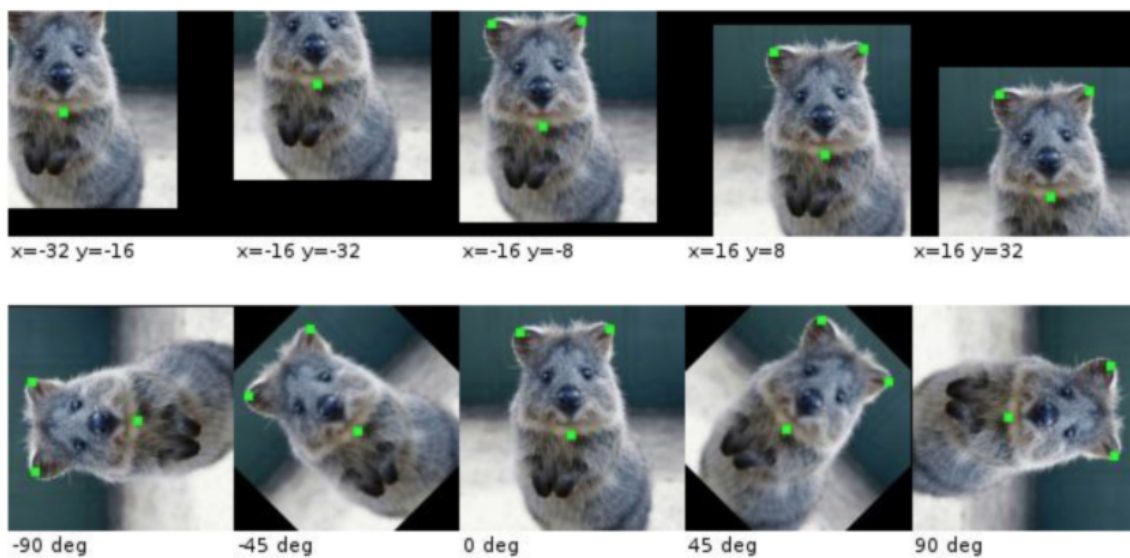 x=-32 y=-16 x=-16 y=-32 x=-16 y=-8 x=16 y=8 x=16 y=32
-90 deg -45 deg 0 deg 45 deg 90 deg